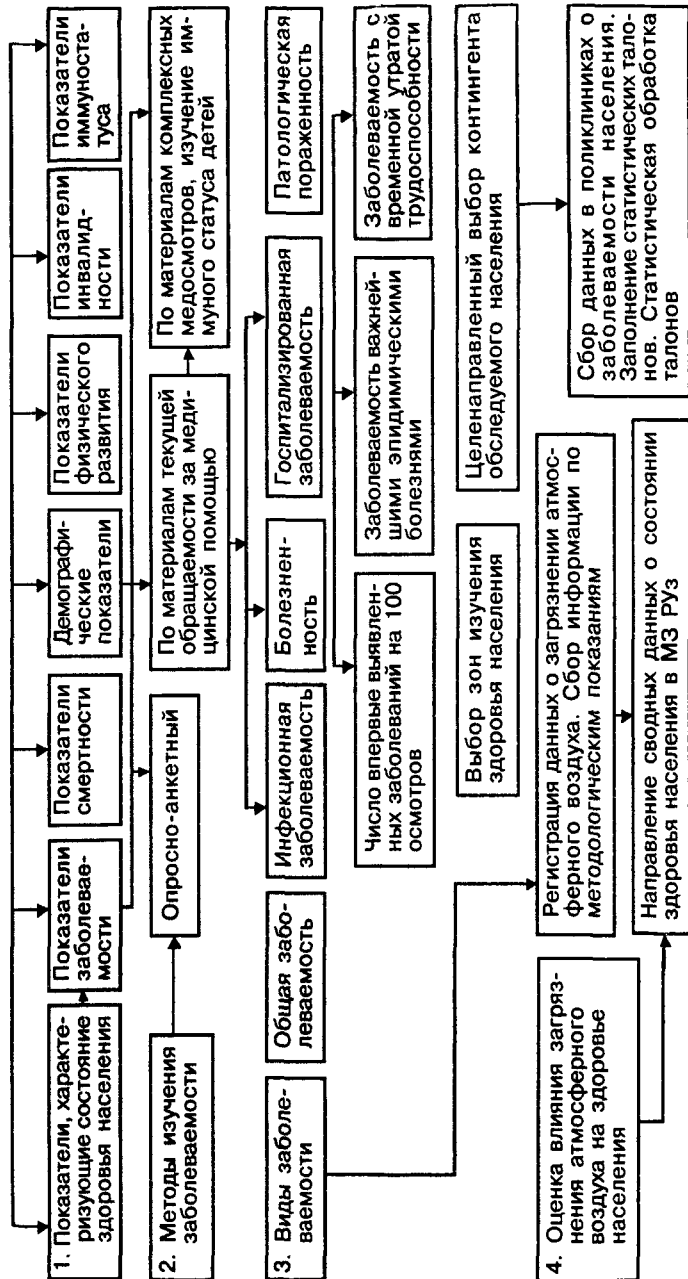 1. Показатели, характе-
ризующие состояние
здоровья населения
Показатели
заболевае-
мости
Показатели
смертности
Демографи-
ческие
показатели
Показатели
физического
развития
Показатели
инвалид-
ности
Показатели
иммуноста-
туса
2. Методы изучения
заболеваемости
Опросно-анкетный
По материалам текущей
обращаемости за меди-
цинской помощью
По материалам комплексных
медосмотров, изучение им-
муного статуса детей
3. Виды заболе-
ваемости
Общая забо-
леваемость
Инфекционная
заболеваемость
Болезнен-
ность
Госпитализированная
заболеваемость
Патологическая
пораженность
Число впервые выявлен-
ных заболеваний на 100
осмотров
Заболеваемость важней-
шими эпидимическими
болезнями
Заболеваемость с
временной утратой
трудоспособности
Выбор зон изучения
здоровья населения
Целенаправленный выбор контингента
обследуемого населения
4. Оценка влияния загряз-
нения атмосферного
воздуха на здоровье
населения
Регистрация данных о загрязнении атмос-
ферного воздуха. Сбор информации по
методологическим показаниям
Сбор данных в поликлиниках о
заболеваемости населения.
Заполнение статистических тало-
нов. Статистическая обработка
талонов
Направление сводных данных о состоянии
здоровья населения в МЗ РУз